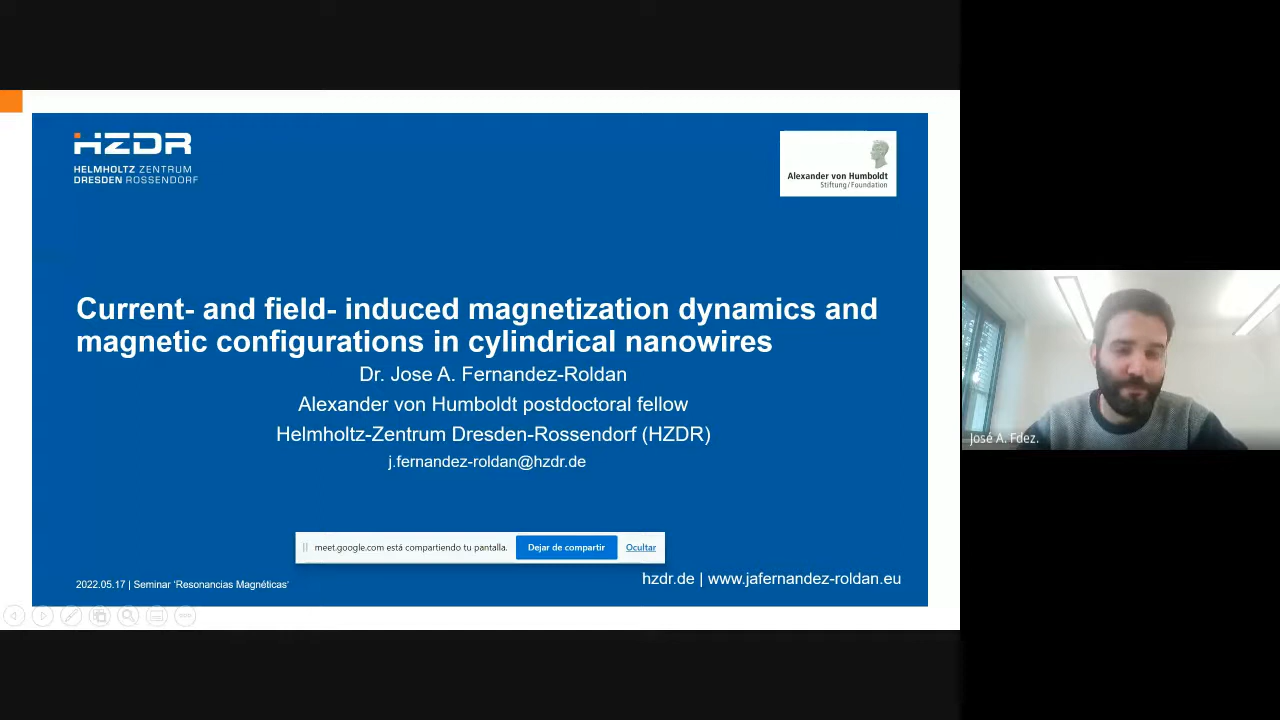 HZDR
HELMHOLTZ ZENTRUM
DRESDEN ROSSENDORF
Alexander von Humboldt
Stiftung/Foundation
Current- and field- induced magnetization dynamics and
magnetic configurations in cylindrical nanowires
Dr. Jose A. Fernandez-Roldan
Alexander von Humboldt postdoctoral fellow
Helmholtz-Zentrum Dresden-Rossendorf (HZDR)
j.fernandez-roldan@hzdr.de
meet.google.com está compartiendo tu pantalla. Dejar de compartir Ocultar
2022.05.17 | Seminar 'Resonancias Magnéticas'
hzdr.de | www.jafernandez-roldan.eu
José A. Fdez.